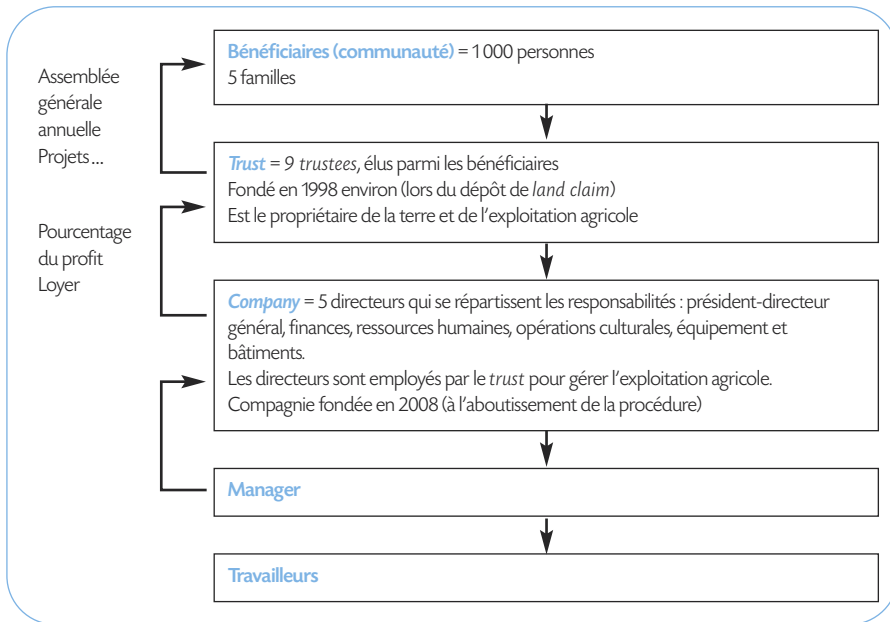 Assemblée
générale
annuelle
Projets...
Bénéficiaires (communauté) = 1 000 personnes
5 familles
Trust = 9 trustees, élus parmi les bénéficiaires
Fondé en 1998 environ (lors du dépôt de land claim)
Est le propriétaire de la terre et de l’exploitation agricole
Pourcentage
du profit
Loyer
Company = 5 directeurs qui se répartissent les responsabilités : président-directeur
général, finances, ressources humaines, opérations culturales, équipement et
bâtiments.
Les directeurs sont employés par le trust pour gérer l’exploitation agricole.
Compagnie fondée en 2008 (à l’aboutissement de la procédure)
Manager
Travailleurs